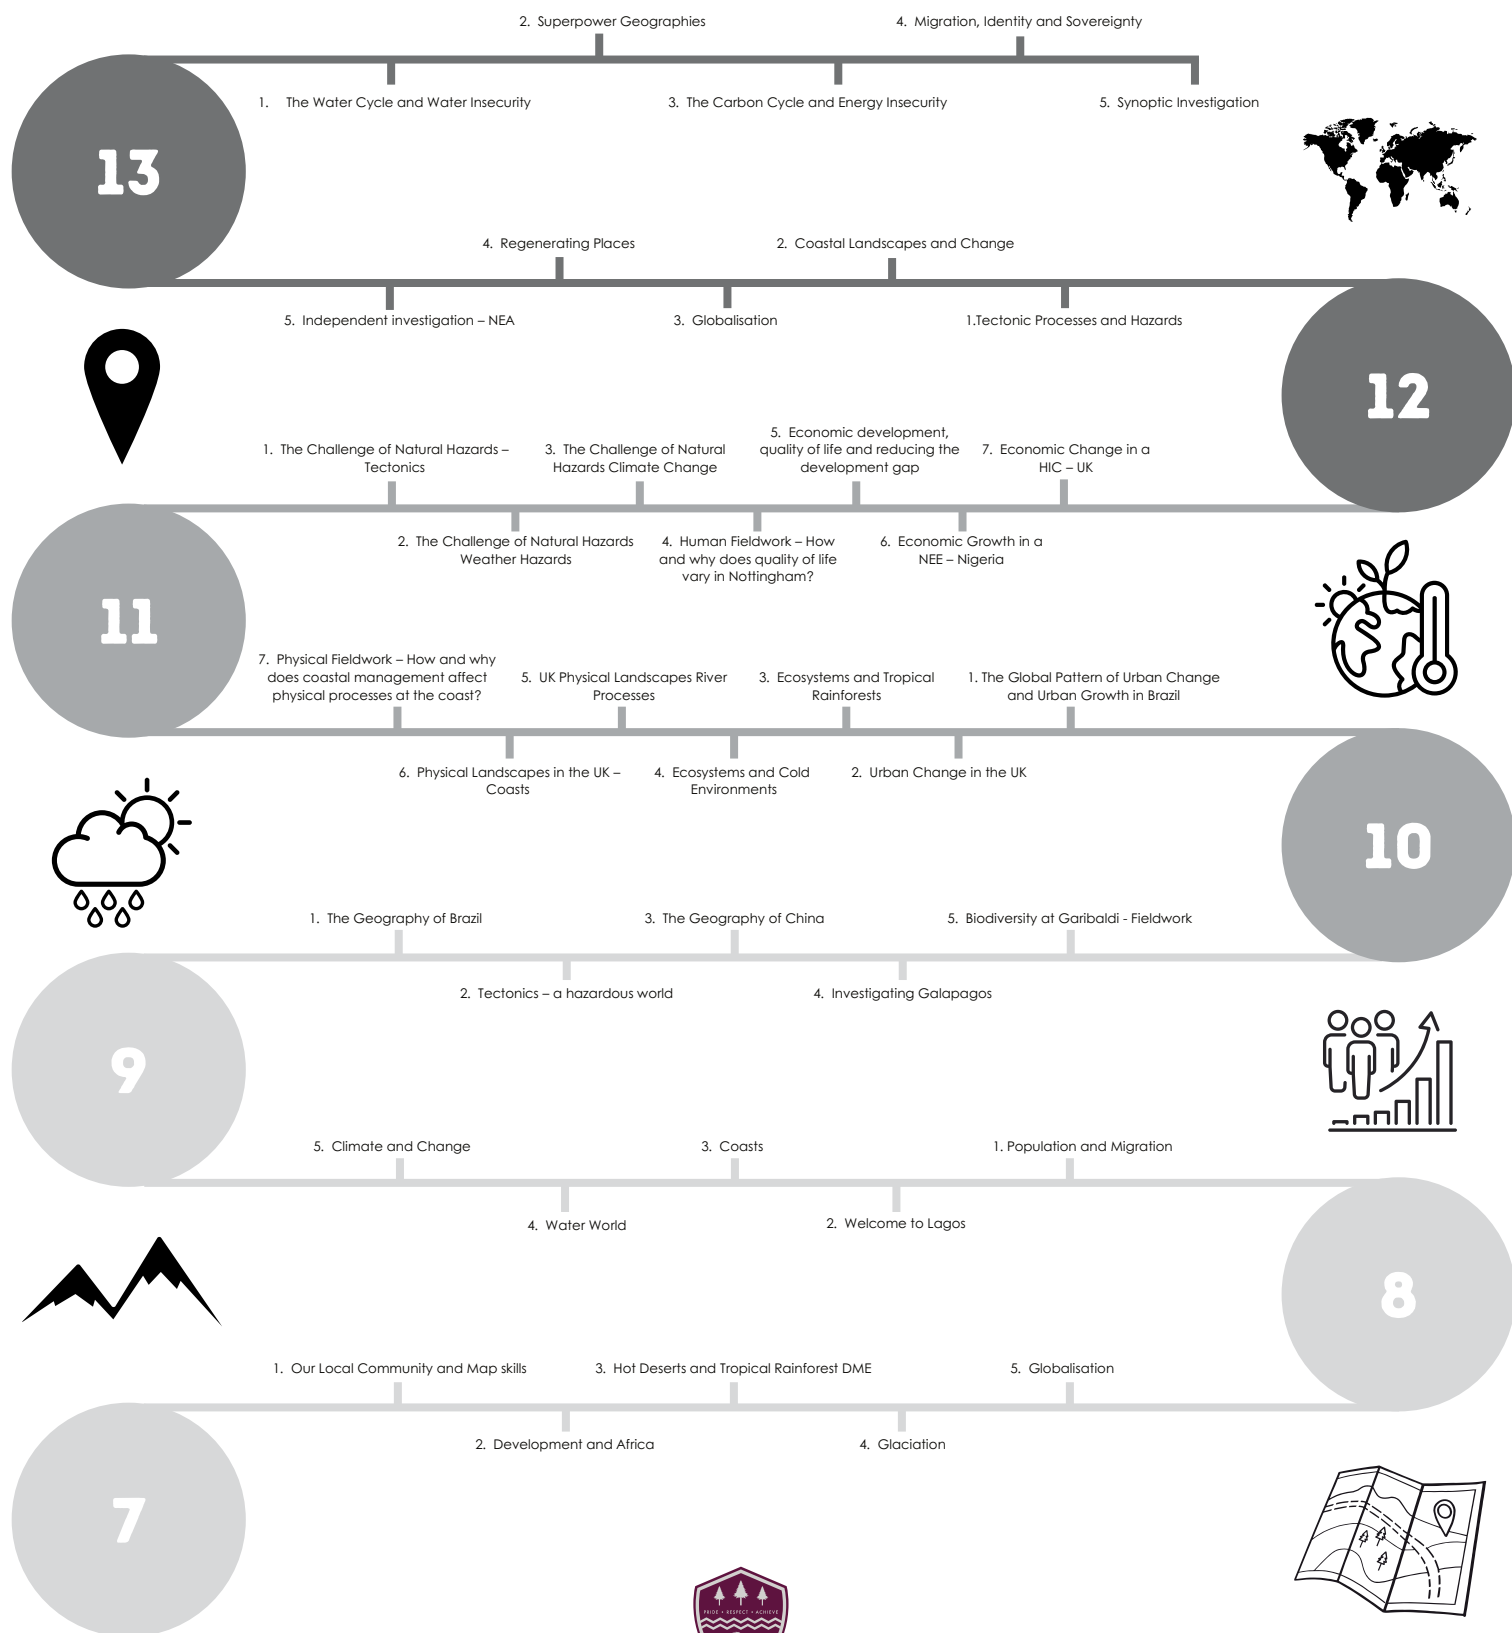 2. Superpower Geographies
4. Migration, Identity and Sovereignty
1. The Water Cycle and Water Insecurity
3. The Carbon Cycle and Energy Insecurity
5. Synoptic Investigation
13
4. Regenerating Places
2. Coastal Landscapes and Change
5. Independent investigation – NEA
3. Globalisation
1.Tectonic Processes and Hazards
12
1. The Challenge of Natural Hazards –
Tectonics
3. The Challenge of Natural
Hazards Climate Change
5. Economic development,
quality of life and reducing the
development gap
7. Economic Change in a
HIC – UK
2. The Challenge of Natural Hazards
Weather Hazards
4. Human Fieldwork – How
and why does quality of life
vary in Nottingham?
6. Economic Growth in a
NEE – Nigeria
11
7. Physical Fieldwork – How and why
does coastal management affect
physical processes at the coast?
5. UK Physical Landscapes River
Processes
3. Ecosystems and Tropical
Rainforests
1. The Global Pattern of Urban Change
and Urban Growth in Brazil
6. Physical Landscapes in the UK –
Coasts
4. Ecosystems and Cold
Environments
2. Urban Change in the UK
10
1. The Geography of Brazil
3. The Geography of China
5. Biodiversity at Garibaldi - Fieldwork
2. Tectonics – a hazardous world
4. Investigating Galapagos
9
5. Climate and Change
3. Coasts
1. Population and Migration
4. Water World
2. Welcome to Lagos
8
1. Our Local Community and Map skills
3. Hot Deserts and Tropical Rainforest DME
5. Globalisation
2. Development and Africa
4. Glaciation
7
PRIDE • RESPECT • ACHIEVE